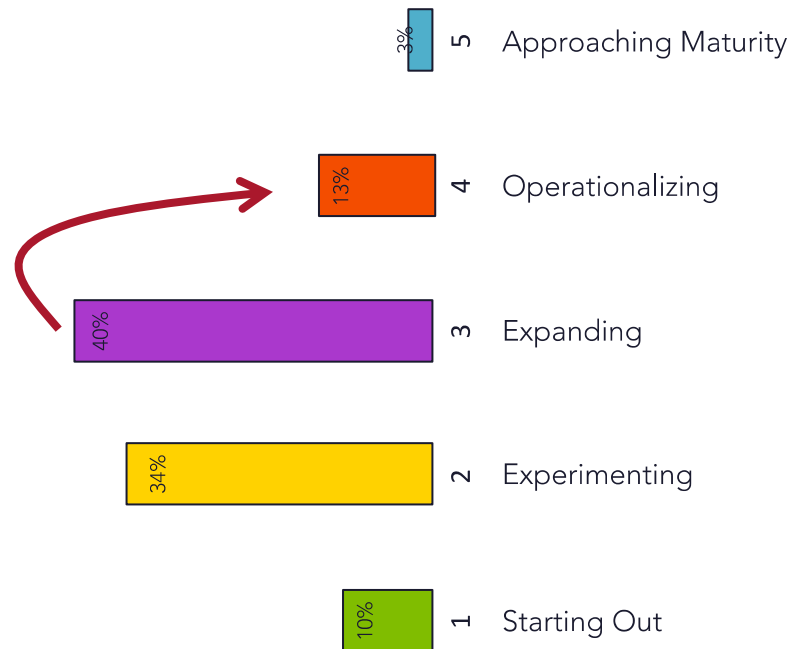 3% 5 Approaching Maturity
13% 4 Operationalizing
40% 3 Expanding
34% 2 Experimenting
10% 1 Starting Out